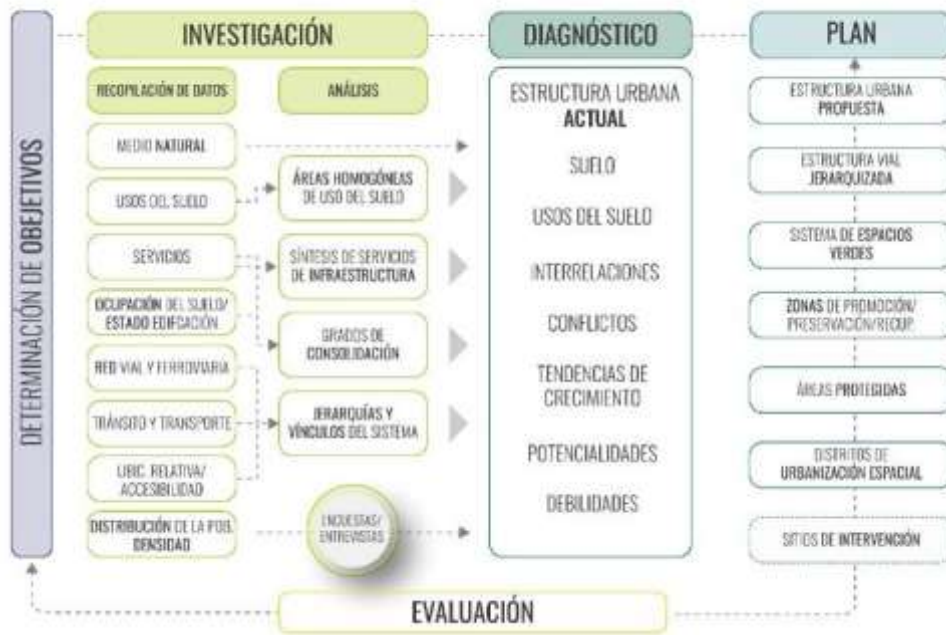 DETERMINACIÓN DE OBEJETIVOS
INVESTIGACIÓN
RECOPILACIÓN DE DATOS
MEDIO NATURAL
USOS DEL SUELO
SERVICIOS
OCUPACIÓN DEL SUELO/
ESTADO EDIFCACIÓN
RED VIAL Y FERROVIARIA
TRÁNSITO Y TRANSPORTE
UBIC. RELATIVA/
ACCESIBILIDAD
DISTRIBUCIÓN DE LA POB.
DENSIDAD
ANÁLISIS
ÁREAS HOMOGÓNEAS
DE USO DEL SUELO
SÍNTESIS DE SERVICIOS
DE INFRAESTRUCTURA
GRADOS DE
CONSOLIDACIÓN
JERARQUÍAS Y
VÍNCULOS DEL SISTEMA
ENCUESTAS/
ENTREVISTAS
DIAGNÓSTICO
ESTRUCTURA URBANA
ACTUAL
SUELO
USOS DEL SUELO
INTERRELACIONES
CONFLICTOS
TENDENCIAS DE
CRECIMIENTO
POTENCIALIDADES
DEBILIDADES
PLAN
ESTRUCTURA URBANA
PROPUESTA
ESTRUCTURA VIAL
JERARQUIZADA
SISTEMA DE ESPACIOS
VERDES
ZONAS DE PROMOCIÓN/
PRESERVACIÓN/RECUP.
ÁREAS PROTEGIDAS
DISTRITOS DE
URBANIZACIÓN ESPACIAL
SITIOS DE INTERVENCIÓN
EVALUACIÓN